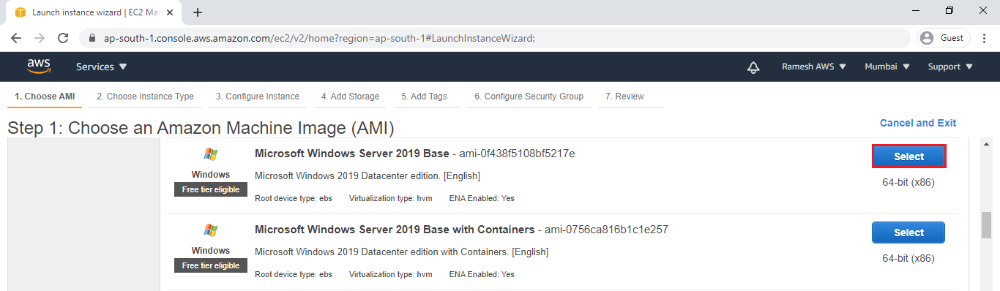 Launch instance wizard | EC2 Ma
ap-south-1.console.aws.amazon.com/ec2/v2/home?region=ap-south-1#LaunchInstanceWizard:
Guest
aws
Services
Ramesh AWS
Mumbai
Support
1. Choose AMI
2. Choose Instance Type
3. Configure Instance
4. Add Storage
5. Add Tags
6. Configure Security Group
7. Review
Step 1: Choose an Amazon Machine Image (AMI)
Cancel and Exit
Windows
Free tier eligible
Microsoft Windows Server 2019 Base - ami-0f438f5108bf5217e
Microsoft Windows 2019 Datacenter edition. [English]
Root device type: ebs Virtualization type: hvm ENA Enabled: Yes
Select
64-bit (x86)
Windows
Free tier eligible
Microsoft Windows Server 2019 Base with Containers - ami-0756ca816b1c1e257
Microsoft Windows 2019 Datacenter edition with Containers. [English]
Root device type: ebs Virtualization type: hvm ENA Enabled: Yes
Select
64-bit (x86)